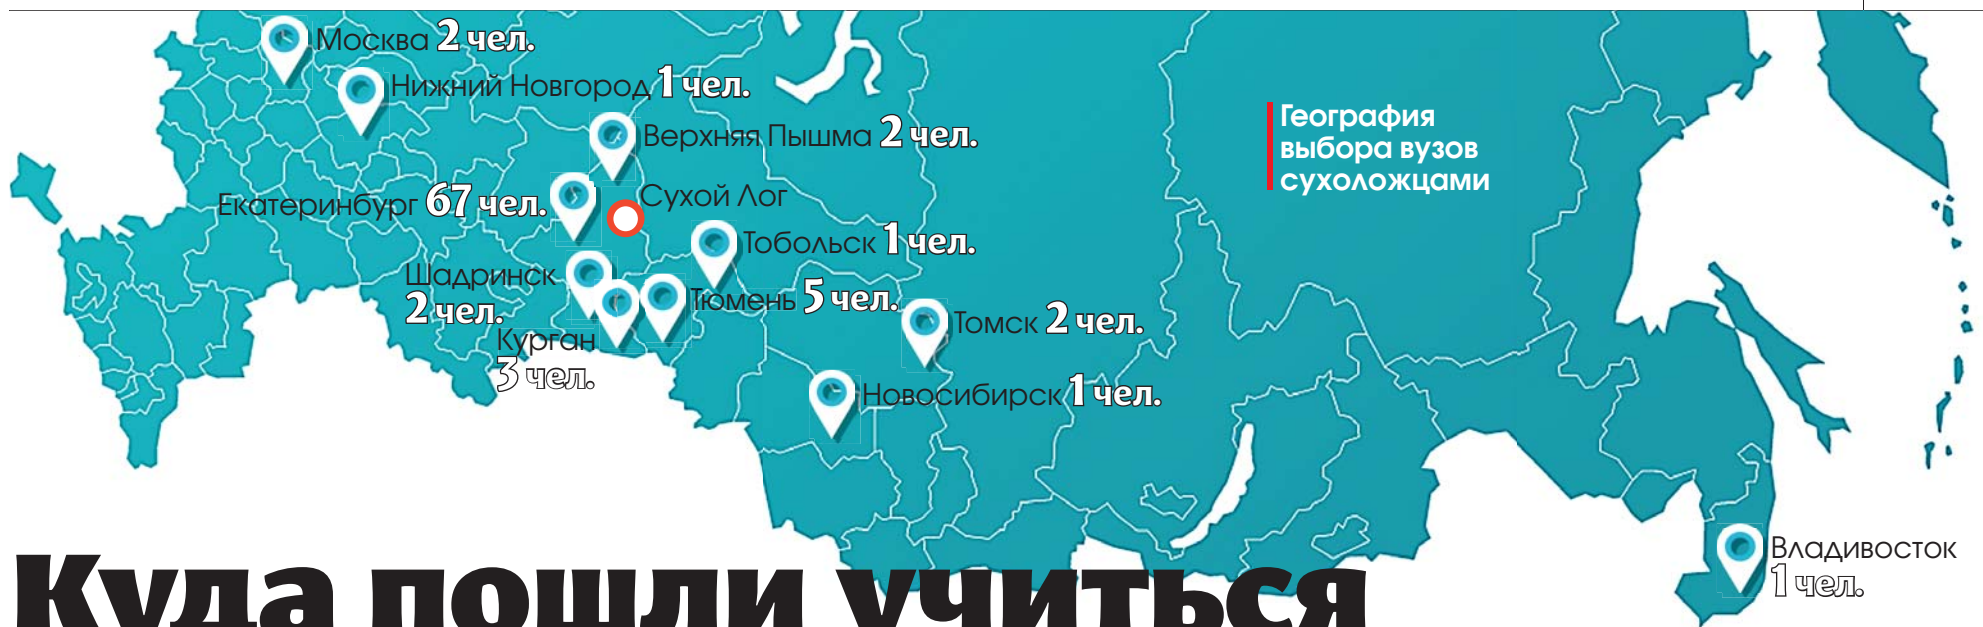 Москва 2 чел.
Нижний Новгород 1 чел.
Верхняя Пышма 2 чел.
География
выбора вузов
сухоложцами
Екатеринбург 67 чел.
Сухой Лог
Тобольск 1 чел.
Шадринск
2 чел.
Тюмень 5 чел.
Курган
3 чел.
Томск 2 чел.
Новосибирск 1 чел.
Владивосток
1 чел.
Куда пошли учиться